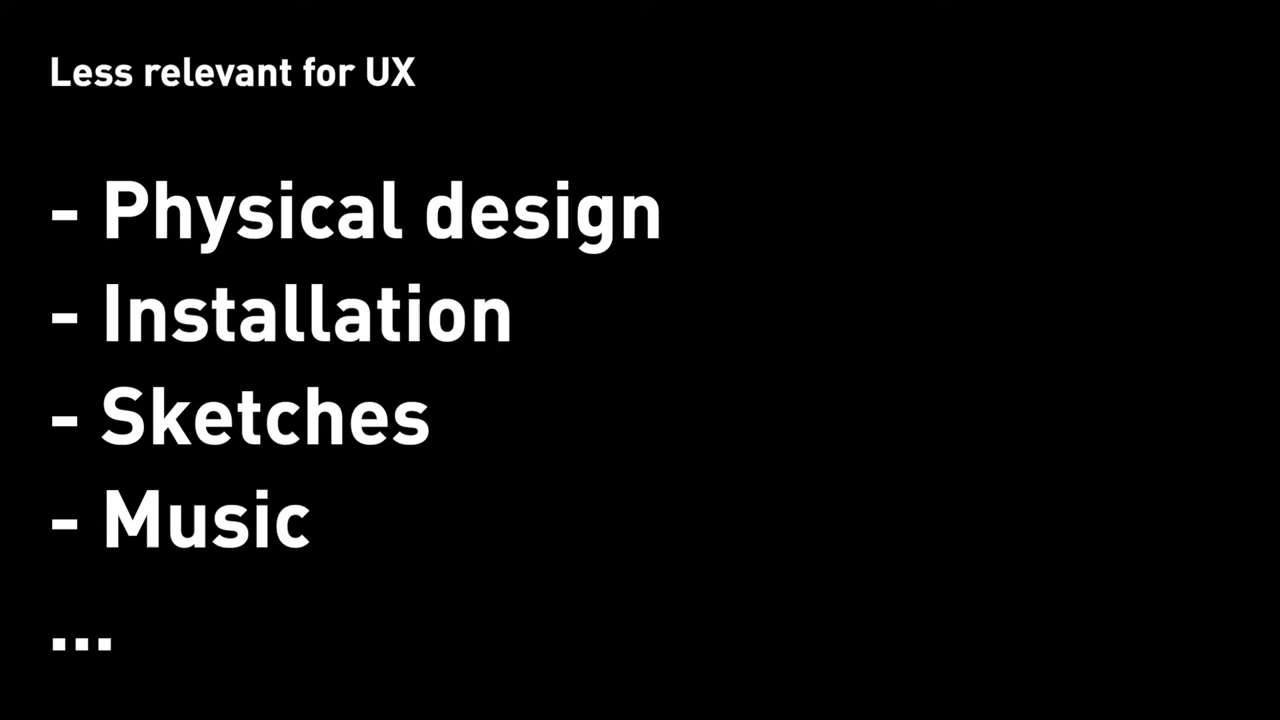 Less relevant for UX
- Physical design
- Installation
- Sketches
- Music
...